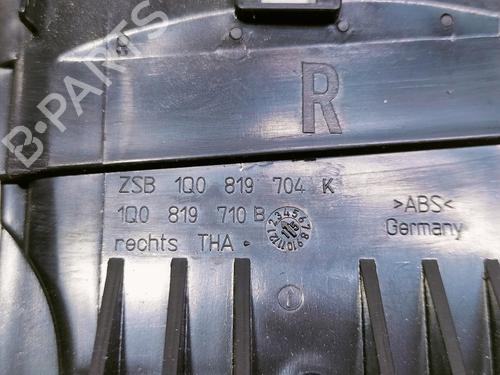 B-PARTS
R
ZSB 1Q0 819 704 K
1Q0 819 710 B
rechts THA
>ABS<
Germany